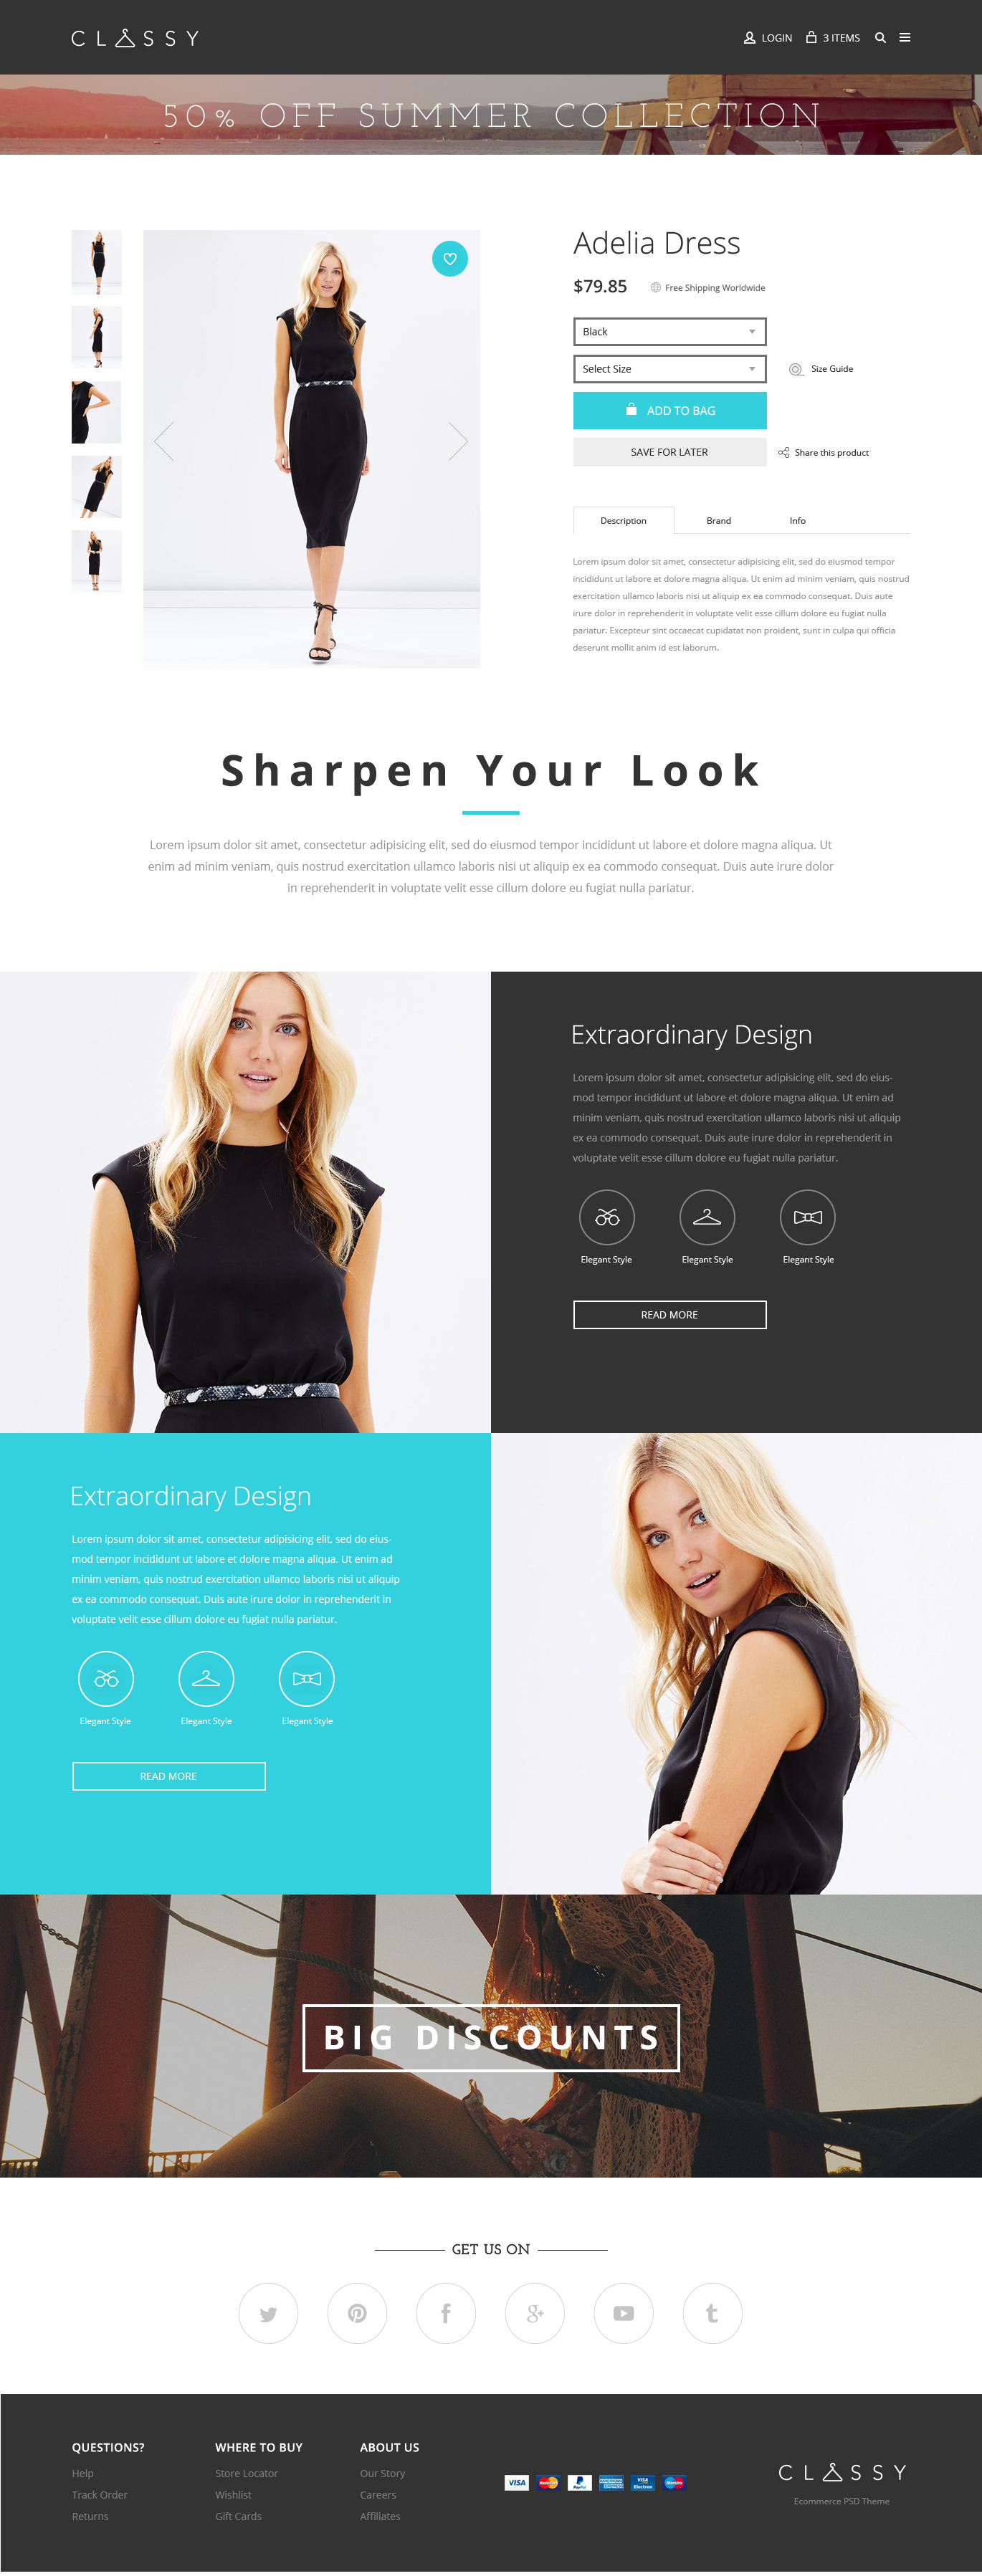 CLASSY
LOGIN
3 ITEMS
50% OFF SUMMER COLLECTION
Adelia Dress
$79.85
Free Shipping Worldwide
Black
Select Size
Size Guide
ADD TO BAG
SAVE FOR LATER
Share this product
Description
Brand
Info
Lorem ipsum dolor sit amet, consectetur adipisicing elit, sed do eiusmod tempor
incididunt ut labore et dolore magna aliqua. Ut enim ad minim veniam, quis nostrud
exercitation ullamco laboris nisi ut aliquip ex ea commodo consequat. Duis aute
irure dolor in reprehenderit in voluptate velit esse cillum dolore eu fugiat nulla
pariatur. Excepteur sint occaecat cupidatat non proident, sunt in culpa qui officia
deserunt mollit anim id est laborum.
Sharpen Your Look
Lorem ipsum dolor sit amet, consectetur adipisicing elit, sed do eiusmod tempor incididunt ut labore et dolore magna aliqua. Ut
enim ad minim veniam, quis nostrud exercitation ullamco laboris nisi ut aliquip ex ea commodo consequat. Duis aute irure dolor
in reprehenderit in voluptate velit esse cillum dolore eu fugiat nulla pariatur.
Extraordinary Design
Lorem ipsum dolor sit amet, consectetur adipisicing elit, sed do eius-
mod tempor incididunt ut labore et dolore magna aliqua. Ut enim ad
minim veniam, quis nostrud exercitation ullamco laboris nisi ut aliquip
ex ea commodo consequat. Duis aute irure dolor in reprehenderit in
voluptate velit esse cillum dolore eu fugiat nulla pariatur.
Elegant Style
Elegant Style
Elegant Style
READ MORE
Extraordinary Design
Lorem ipsum dolor sit amet, consectetur adipisicing elit, sed do eius-
mod tempor incididunt ut labore et dolore magna aliqua. Ut enim ad
minim veniam, quis nostrud exercitation ullamco laboris nisi ut aliquip
ex ea commodo consequat. Duis aute irure dolor in reprehenderit in
voluptate velit esse cillum dolore eu fugiat nulla pariatur.
Elegant Style
Elegant Style
Elegant Style
READ MORE
BIG DISCOUNTS
GET US ON
QUESTIONS?
Help
Track Order
Returns
WHERE TO BUY
Store Locator
Wishlist
Gift Cards
ABOUT US
Our Story
Careers
Affiliates
VISA
MasterCard
PayPal
AMERICAN EXPRESS
VISA Electron
Maestro
CLASSY
Ecommerce PSD Theme